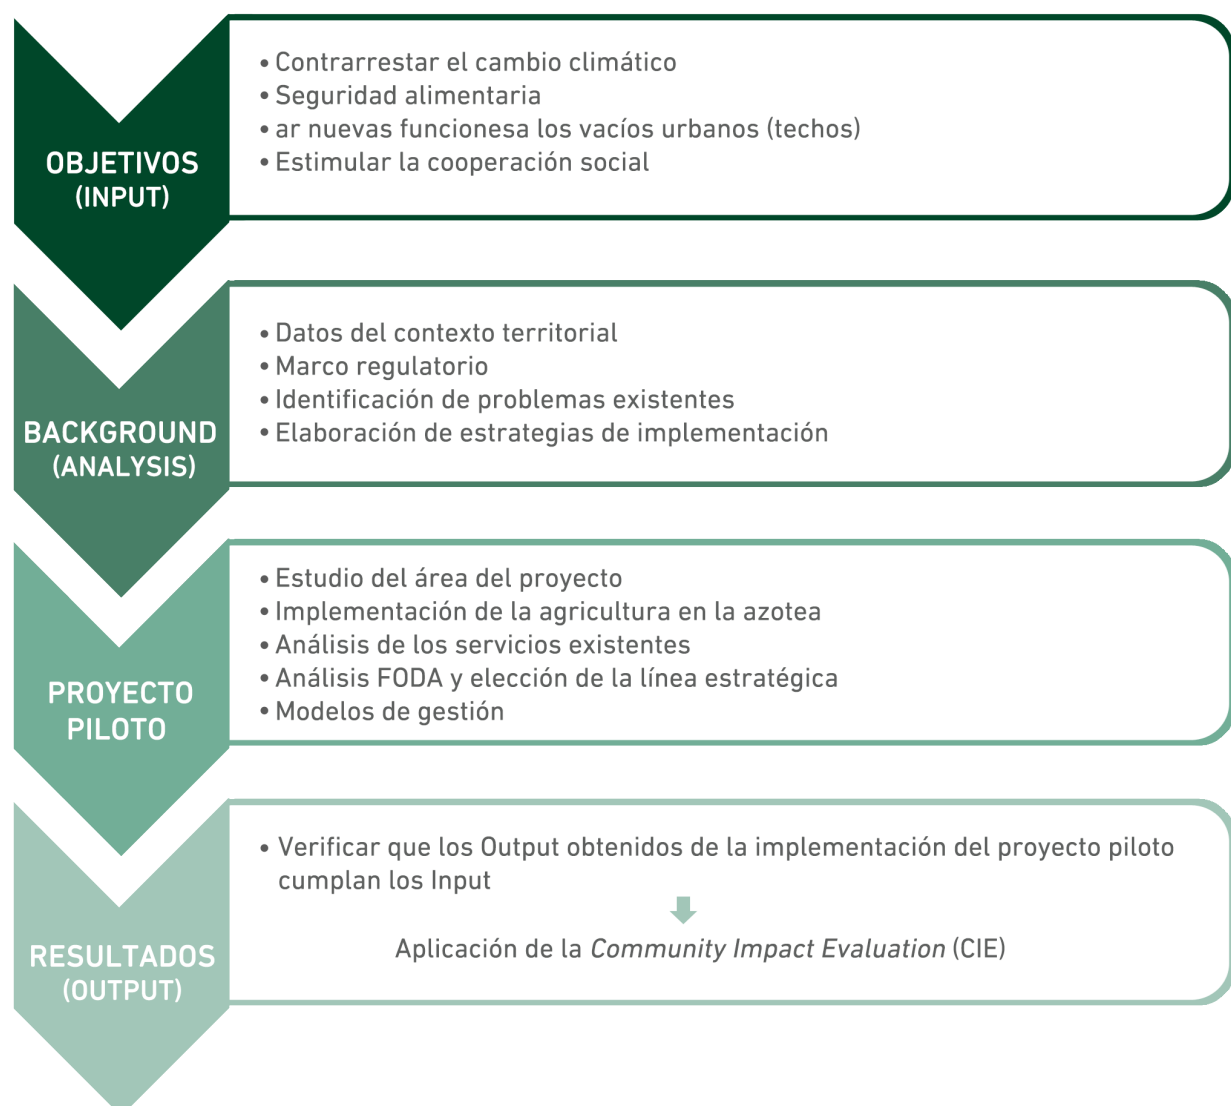 OBJETIVOS
(INPUT)
• Contrarrestar el cambio climático
• Seguridad alimentaria
• ar nuevas funcionesa los vacíos urbanos (techos)
• Estimular la cooperación social
BACKGROUND
(ANALYSIS)
• Datos del contexto territorial
• Marco regulatorio
• Identificación de problemas existentes
• Elaboración de estrategias de implementación
PROYECTO
PILOTO
• Estudio del área del proyecto
• Implementación de la agricultura en la azotea
• Análisis de los servicios existentes
• Análisis FODA y elección de la línea estratégica
• Modelos de gestión
RESULTADOS
(OUTPUT)
• Verificar que los Output obtenidos de la implementación del proyecto piloto
cumplan los Input
Aplicación de la Community Impact Evaluation (CIE)